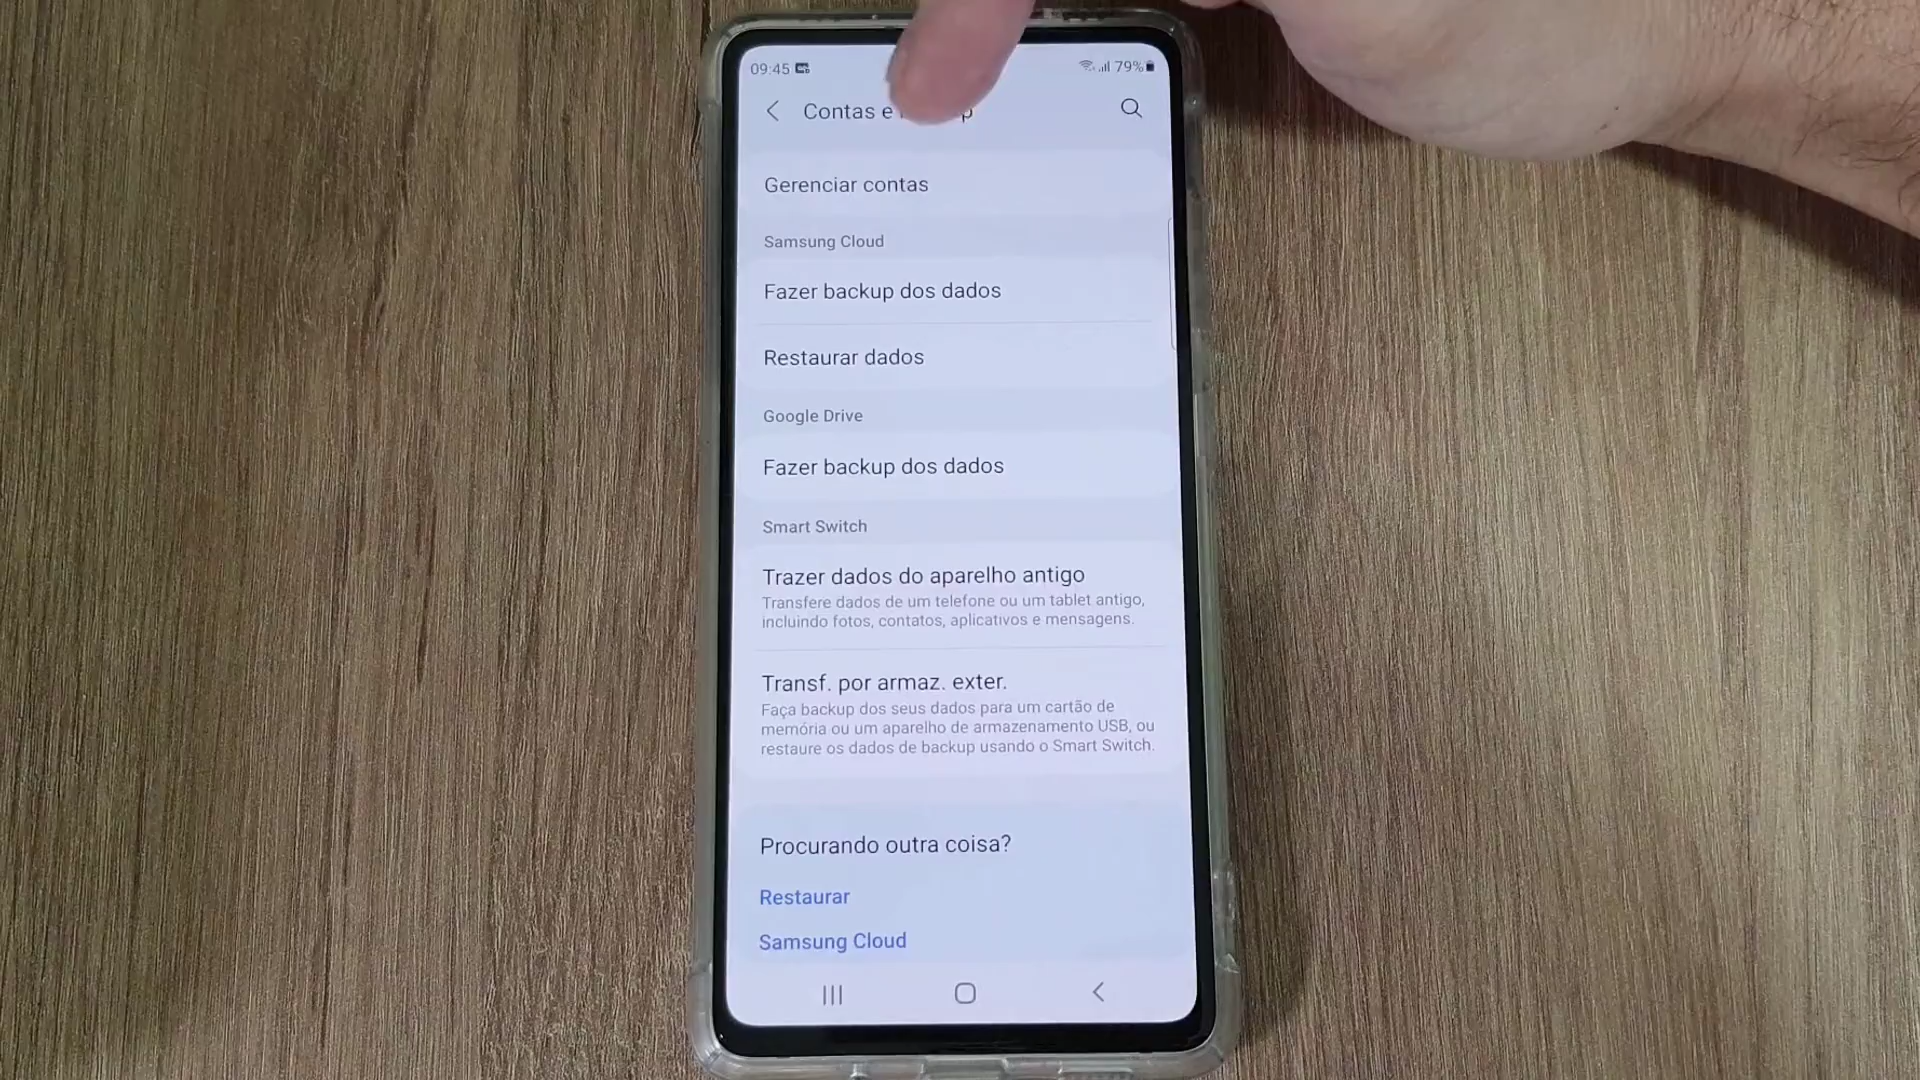 09:45 79%
Contas e
Gerenciar contas
Samsung Cloud
Fazer backup dos dados
Restaurar dados
Google Drive
Fazer backup dos dados
Smart Switch
Trazer dados do aparelho antigo
Transfere dados de um telefone ou um tablet antigo,
incluindo fotos, contatos, aplicativos e mensagens.
Transf. por armaz. exter.
Faça backup dos seus dados para um cartão de
memória ou um aparelho de armazenamento USB, ou
restaure os dados de backup usando o Smart Switch.
Procurando outra coisa?
Restaurar
Samsung Cloud